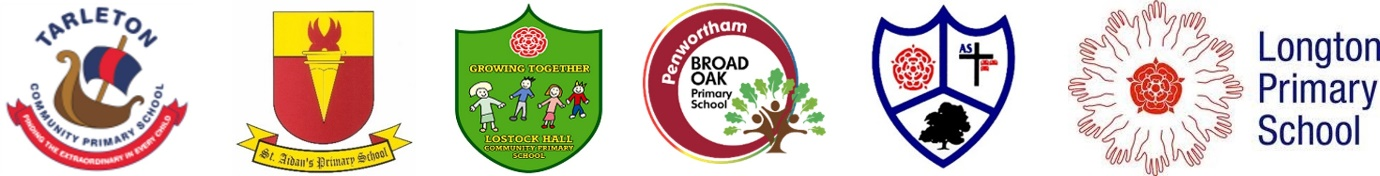 TARLETON
COMMUNITY PRIMARY SCHOOL
FINDING THE EXTRAORDINARY IN EVERY CHILD
St. Aidan's Primary School
GROWING TOGETHER
LOSTOCK HALL
COMMUNITY PRIMARY
SCHOOL
Penwortham
BROAD
OAK
Primary
School
AS
Longton
Primary
School